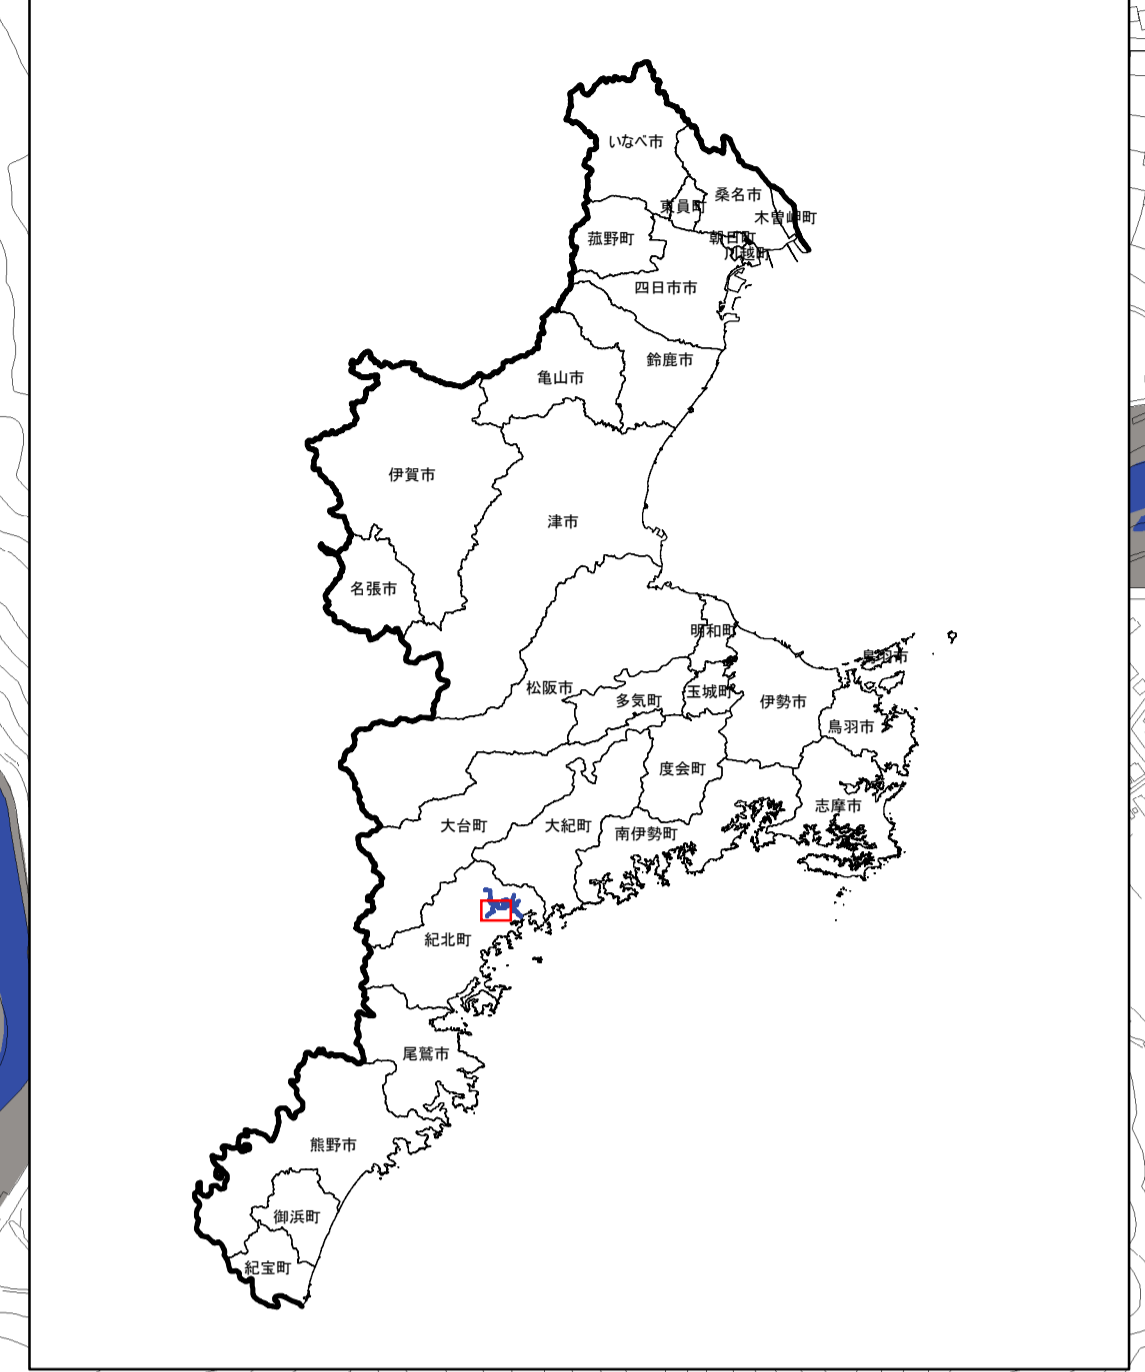 いなべ市
桑名市
東員町
木曽岬町
菰野町
朝日町
川越町
四日市市
鈴鹿市
亀山市
伊賀市
津市
名張市
明和町
鳥羽市
松阪市
多気町
玉城町
伊勢市
鳥羽市
度会町
志摩市
大台町
大紀町
南伊勢町
紀北町
尾鷲市
熊野市
御浜町
紀宝町